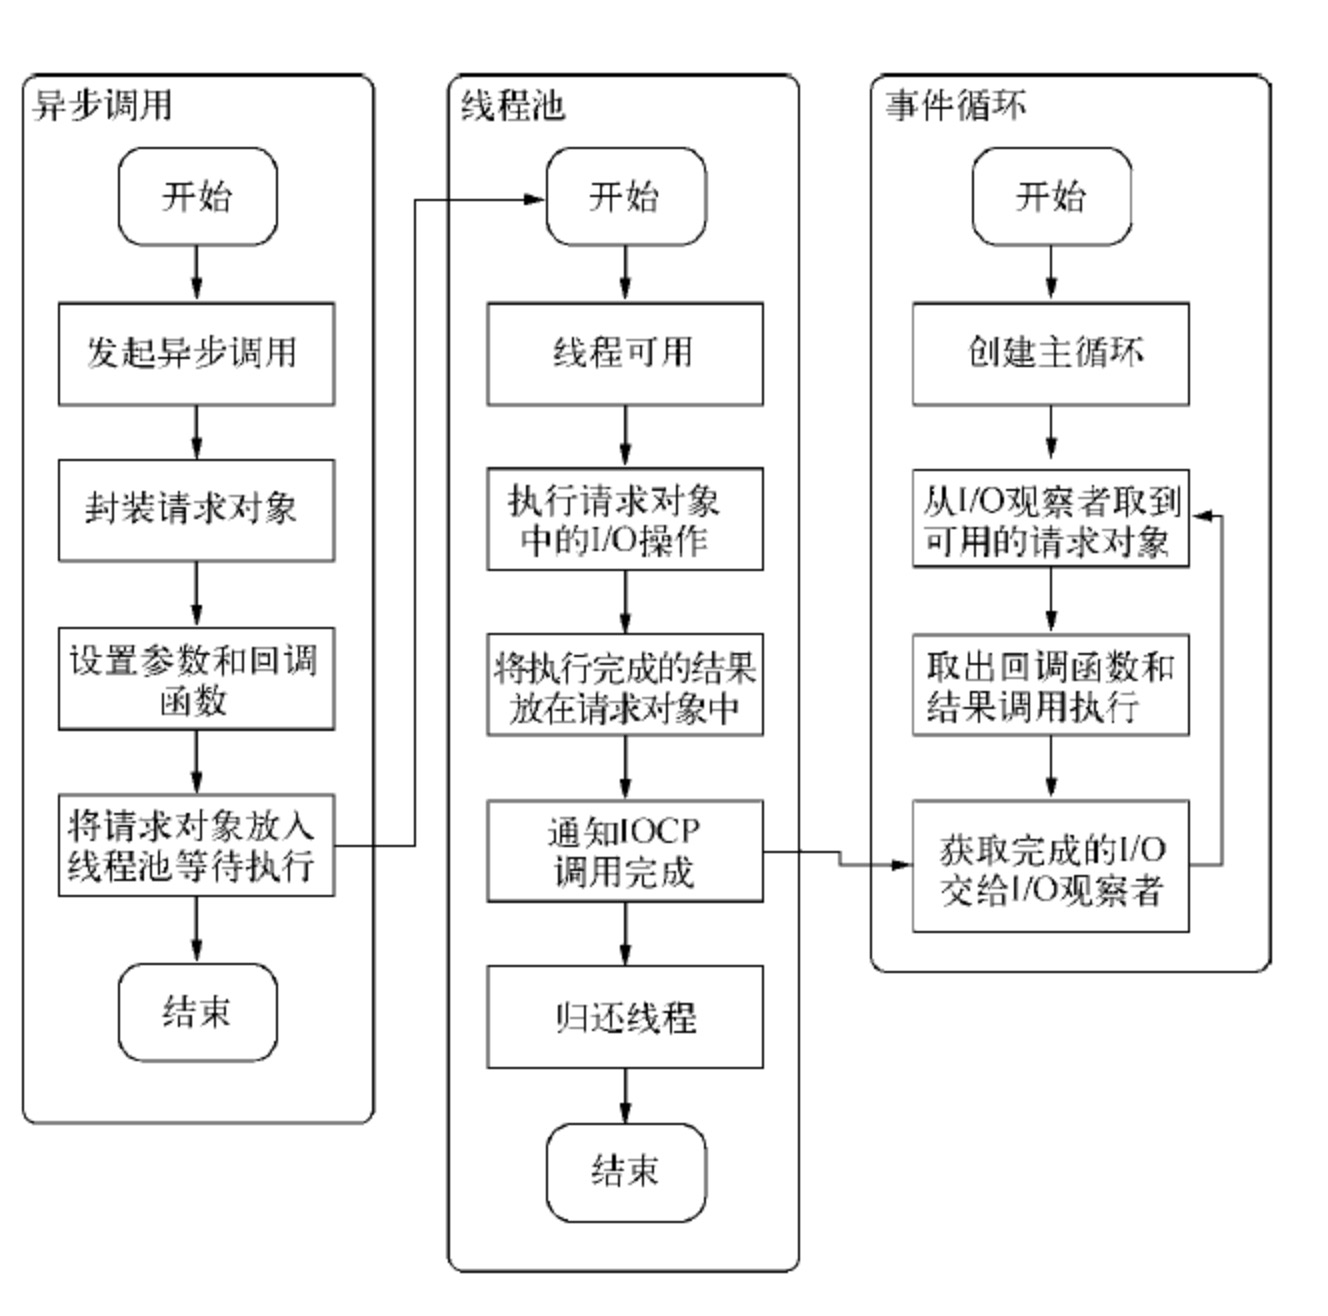 异步调用
开始
发起异步调用
封装请求对象
设置参数和回调
函数
将请求对象放入
线程池等待执行
结束
线程池
开始
线程可用
执行请求对象
中的I/O操作
将执行完成的结果
放在请求对象中
通知IOCP
调用完成
归还线程
结束
事件循环
开始
创建主循环
从I/O观察者取到
可用的请求对象
取出回调函数和
结果调用执行
获取完成的I/O
交给I/O观察者